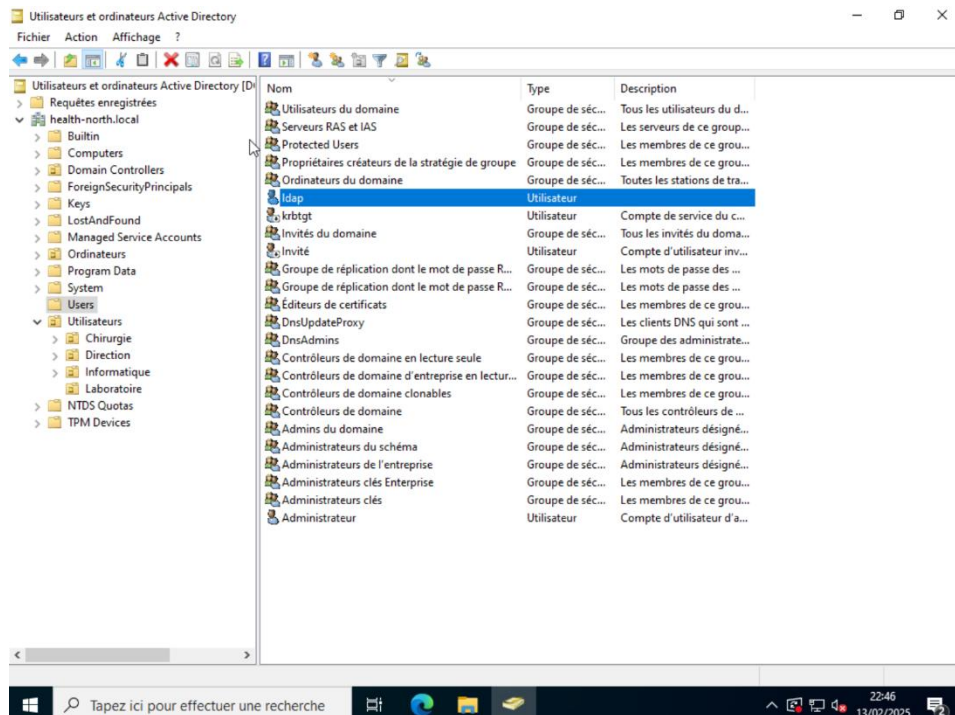 Utilisateurs et ordinateurs Active Directory
Fichier Action Affichage ?
Utilisateurs et ordinateurs Active Directory [D
Requêtes enregistrées
health-north.local
Builtin
Computers
Domain Controllers
ForeignSecurityPrincipals
Keys
LostAndFound
Managed Service Accounts
Ordinateurs
Program Data
System
Users
Utilisateurs
Chirurgie
Direction
Informatique
Laboratoire
NTDS Quotas
TPM Devices
Nom Type Description
Utilisateurs du domaine Groupe de séc... Tous les utilisateurs du d...
Serveurs RAS et IAS Groupe de séc... Les serveurs de ce group...
Protected Users Groupe de séc... Les membres de ce grou...
Propriétaires créateurs de la stratégie de groupe Groupe de séc... Les membres de ce grou...
Ordinateurs du domaine Groupe de séc... Toutes les stations de tra...
ldap Utilisateur
krbtgt Utilisateur Compte de service du c...
Invités du domaine Groupe de séc... Tous les invités du doma...
Invité Utilisateur Compte d'utilisateur inv...
Groupe de réplication dont le mot de passe R... Groupe de séc... Les mots de passe des ...
Groupe de réplication dont le mot de passe R... Groupe de séc... Les mots de passe des ...
Éditeurs de certificats Groupe de séc... Les membres de ce grou...
DnsUpdateProxy Groupe de séc... Les clients DNS qui sont ...
DnsAdmins Groupe de séc... Groupe des administrate...
Contrôleurs de domaine en lecture seule Groupe de séc... Les membres de ce grou...
Contrôleurs de domaine d'entreprise en lectur... Groupe de séc... Les membres de ce grou...
Contrôleurs de domaine clonables Groupe de séc... Les membres de ce grou...
Contrôleurs de domaine Groupe de séc... Tous les contrôleurs de ...
Admins du domaine Groupe de séc... Administrateurs désigné...
Administrateurs du schéma Groupe de séc... Administrateurs désigné...
Administrateurs de l'entreprise Groupe de séc... Administrateurs désigné...
Administrateurs clés Enterprise Groupe de séc... Les membres de ce grou...
Administrateurs clés Groupe de séc... Les membres de ce grou...
Administrateur Utilisateur Compte d'utilisateur d'a...
Tapez ici pour effectuer une recherche
22:46
13/02/2025